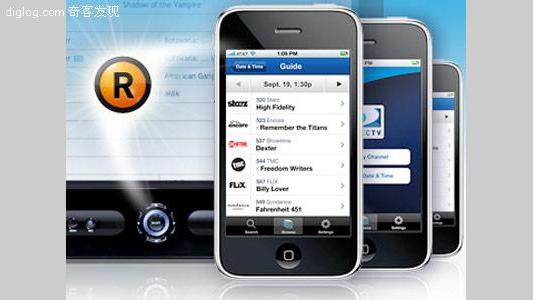 diglog.com 奇客发现
Shadow of the Vampire
Botswana:
American Gang
Milk
R
AT&T 1:09 PM
Date & Time
Guide
Sept. 19, 1:30p
starz
520 Starz
High Fidelity
encore
523 Encore
Remember the Titans
SHOWTIME
537 Showtime
Dexter
TMC
544 TMC
Freedom Writers
FLiX
547 FLiX
Billy Lover
sundance
549 Sundance
Fahrenheit 451
Search
Browse
Settings
CTV
y Channel
e & Time
Settings